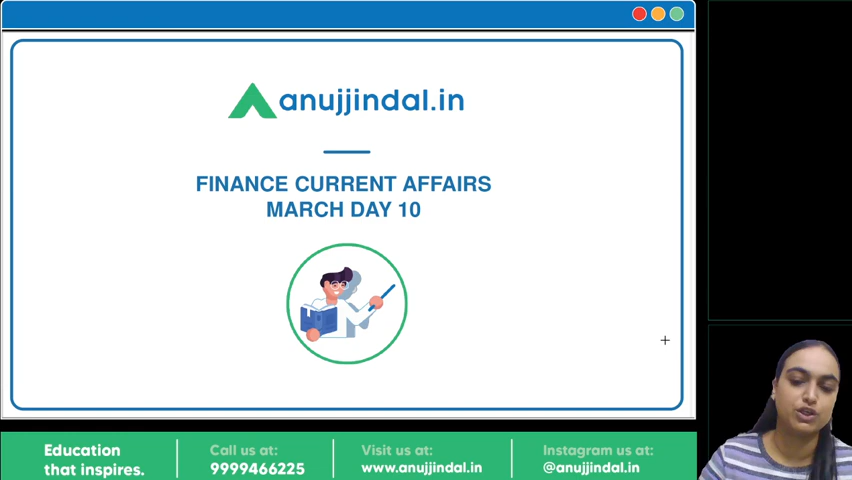 anujjindal.in
FINANCE CURRENT AFFAIRS
MARCH DAY 10
Education
that inspires.
Call us at:
9999466225
Visit us at:
www.anujjindal.in
Instagram us at:
@anujjindal.in